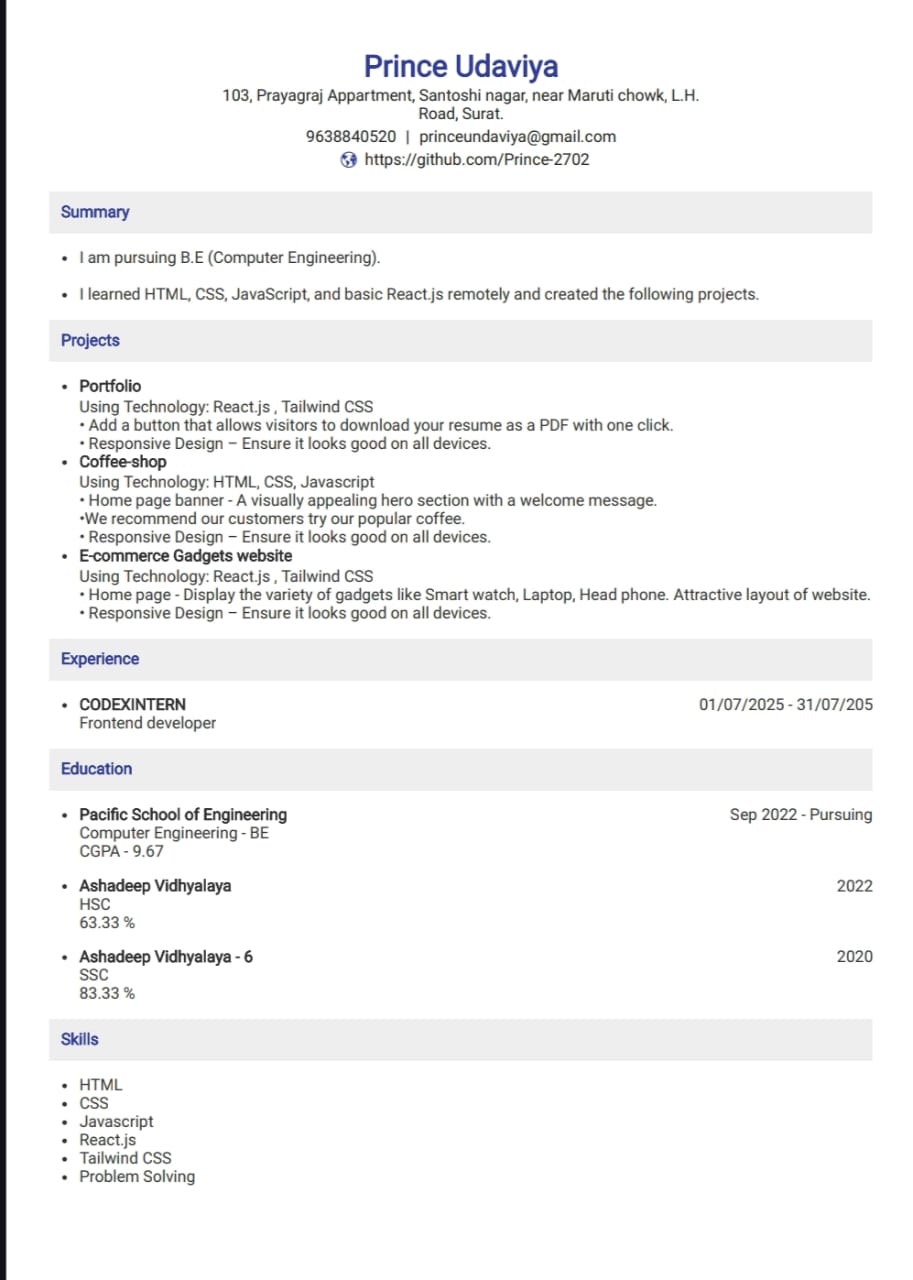 Prince Udaviya
103, Prayagraj Appartment, Santoshi nagar, near Maruti chowk, L.H.
Road, Surat.
9638840520 | princeundaviya@gmail.com
https://github.com/Prince-2702
Summary
• I am pursuing B.E (Computer Engineering).
• I learned HTML, CSS, JavaScript, and basic React.js remotely and created the following projects.
Projects
• Portfolio
Using Technology: React.js , Tailwind CSS
• Add a button that allows visitors to download your resume as a PDF with one click.
• Responsive Design – Ensure it looks good on all devices.
• Coffee-shop
Using Technology: HTML, CSS, Javascript
• Home page banner - A visually appealing hero section with a welcome message.
•We recommend our customers try our popular coffee.
• Responsive Design – Ensure it looks good on all devices.
• E-commerce Gadgets website
Using Technology: React.js , Tailwind CSS
• Home page - Display the variety of gadgets like Smart watch, Laptop, Head phone. Attractive layout of website.
• Responsive Design – Ensure it looks good on all devices.
Experience
• CODEXINTERN 01/07/2025 - 31/07/205
Frontend developer
Education
• Pacific School of Engineering Sep 2022 - Pursuing
Computer Engineering - BE
CGPA - 9.67
• Ashadeep Vidhyalaya 2022
HSC
63.33 %
• Ashadeep Vidhyalaya - 6 2020
SSC
83.33 %
Skills
• HTML
• CSS
• Javascript
• React.js
• Tailwind CSS
• Problem Solving